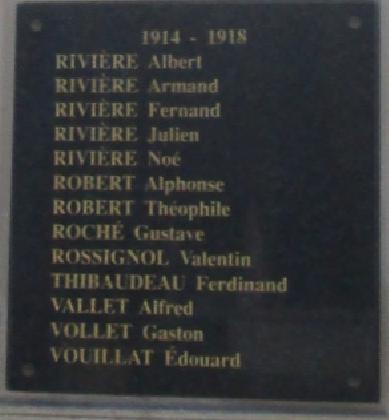 1914 - 1918
RIVIÈRE Albert
RIVIÈRE Armand
RIVIÈRE Fernand
RIVIÈRE Julien
RIVIÈRE Noé
ROBERT Alphonse
ROBERT Théophile
ROCHÉ Gustave
ROSSIGNOL Valentin
THIBAUDEAU Ferdinand
VALLET Alfred
VOLLET Gaston
VOUILLAT Édouard